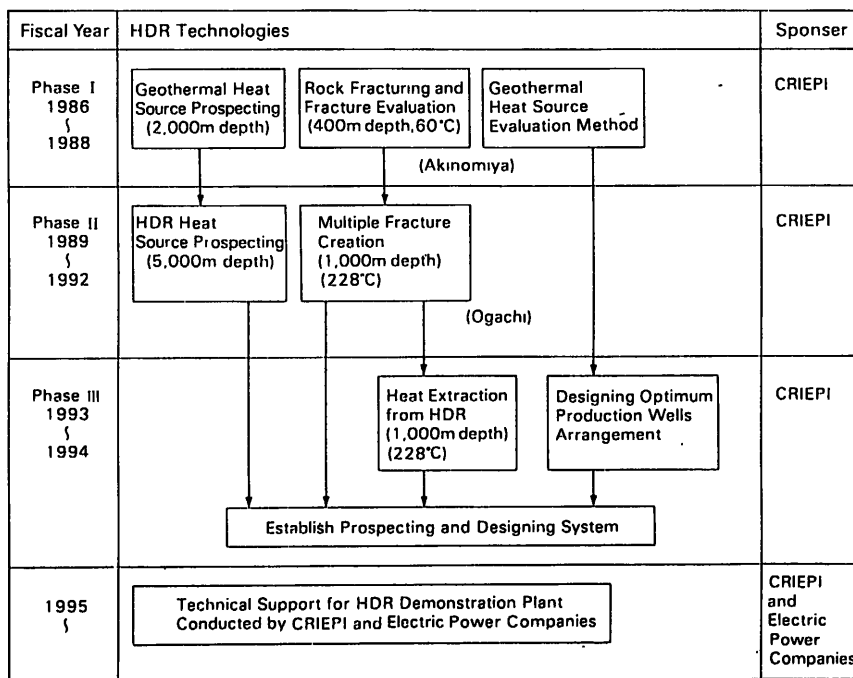 Fiscal Year HDR Technologies Sponser
Phase I
1986
⟆
1988
Geothermal Heat
Source Prospecting
(2,000m depth)
Rock Fracturing and
Fracture Evaluation
(400m depth,60°C)
Geothermal
Heat Source
Evaluation Method
CRIEPI
(Akinomiya)
Phase II
1989
⟆
1992
HDR Heat
Source Prospecting
(5,000m depth)
Multiple Fracture
Creation
(1,000m depth)
(228°C)
CRIEPI
(Ogachi)
Phase III
1993
⟆
1994
Heat Extraction
from HDR
(1,000m depth)
(228°C)
Designing Optimum
Production Wells
Arrangement
CRIEPI
Establish Prospecting and Designing System
1995
⟆
Technical Support for HDR Demonstration Plant
Conducted by CRIEPI and Electric Power Companies
CRIEPI
and
Electric
Power
Companies